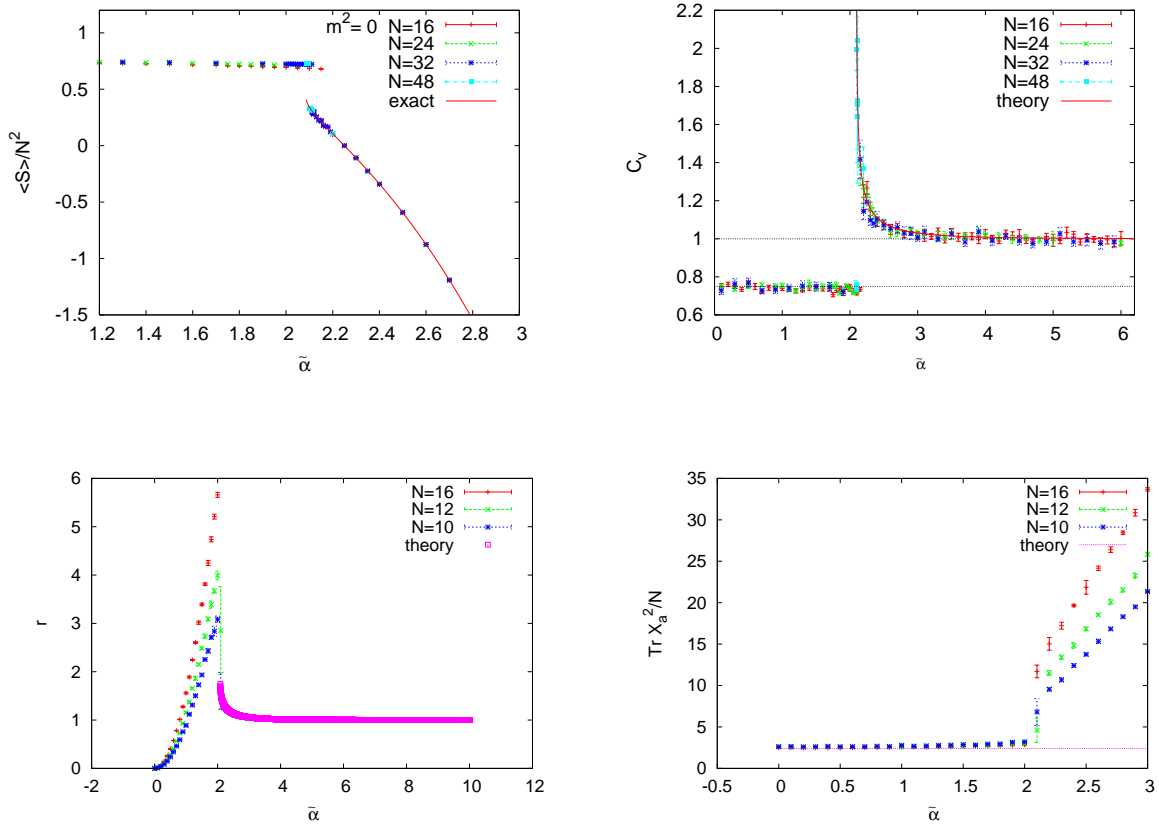 m²= 0
N=16
N=24
N=32
N=48
exact
<S>/N²
1
0.5
0
-0.5
-1
-1.5
1.2 1.4 1.6 1.8 2 2.2 2.4 2.6 2.8 3
α̃
N=16
N=24
N=32
N=48
theory
Cᵥ
2.2
2
1.8
1.6
1.4
1.2
1
0.8
0.6
0 1 2 3 4 5 6
α̃
N=16
N=12
N=10
theory
r
6
5
4
3
2
1
0
-2 0 2 4 6 8 10 12
α̃
N=16
N=12
N=10
theory
Tr Xₐ²/N
35
30
25
20
15
10
5
0
-0.5 0 0.5 1 1.5 2 2.5 3
α̃